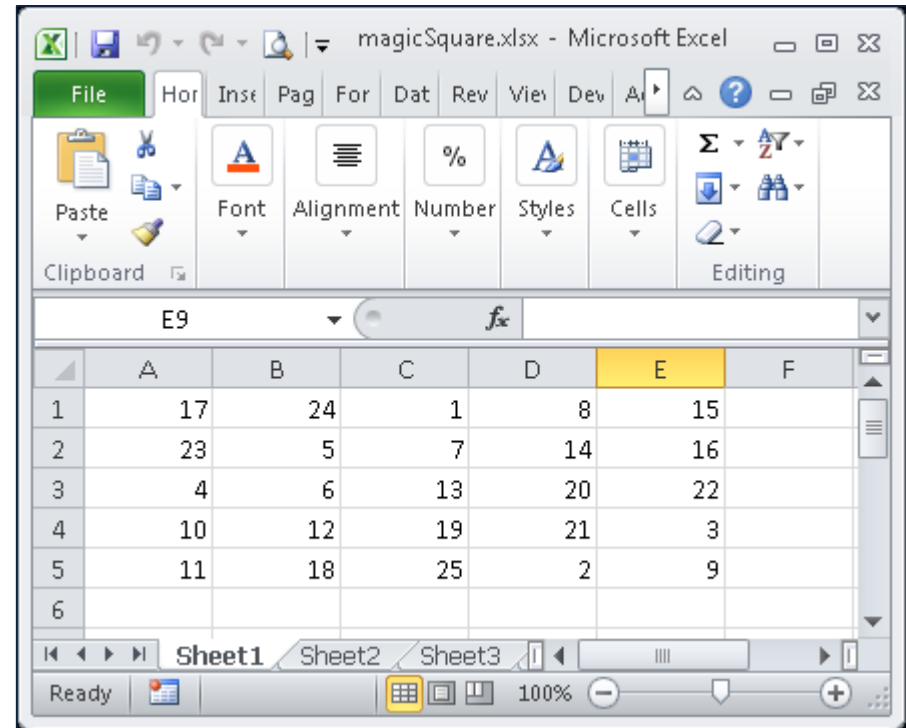 magicSquare.xlsx - Microsoft Excel
File Hor Inse Pag For Dat Rev Viev Dev
Paste Font Alignment Number Styles Cells
Clipboard Editing
E9 fx
A B C D E F
1 17 24 1 8 15
2 23 5 7 14 16
3 4 6 13 20 22
4 10 12 19 21 3
5 11 18 25 2 9
6
Sheet1 Sheet2 Sheet3
Ready 100%